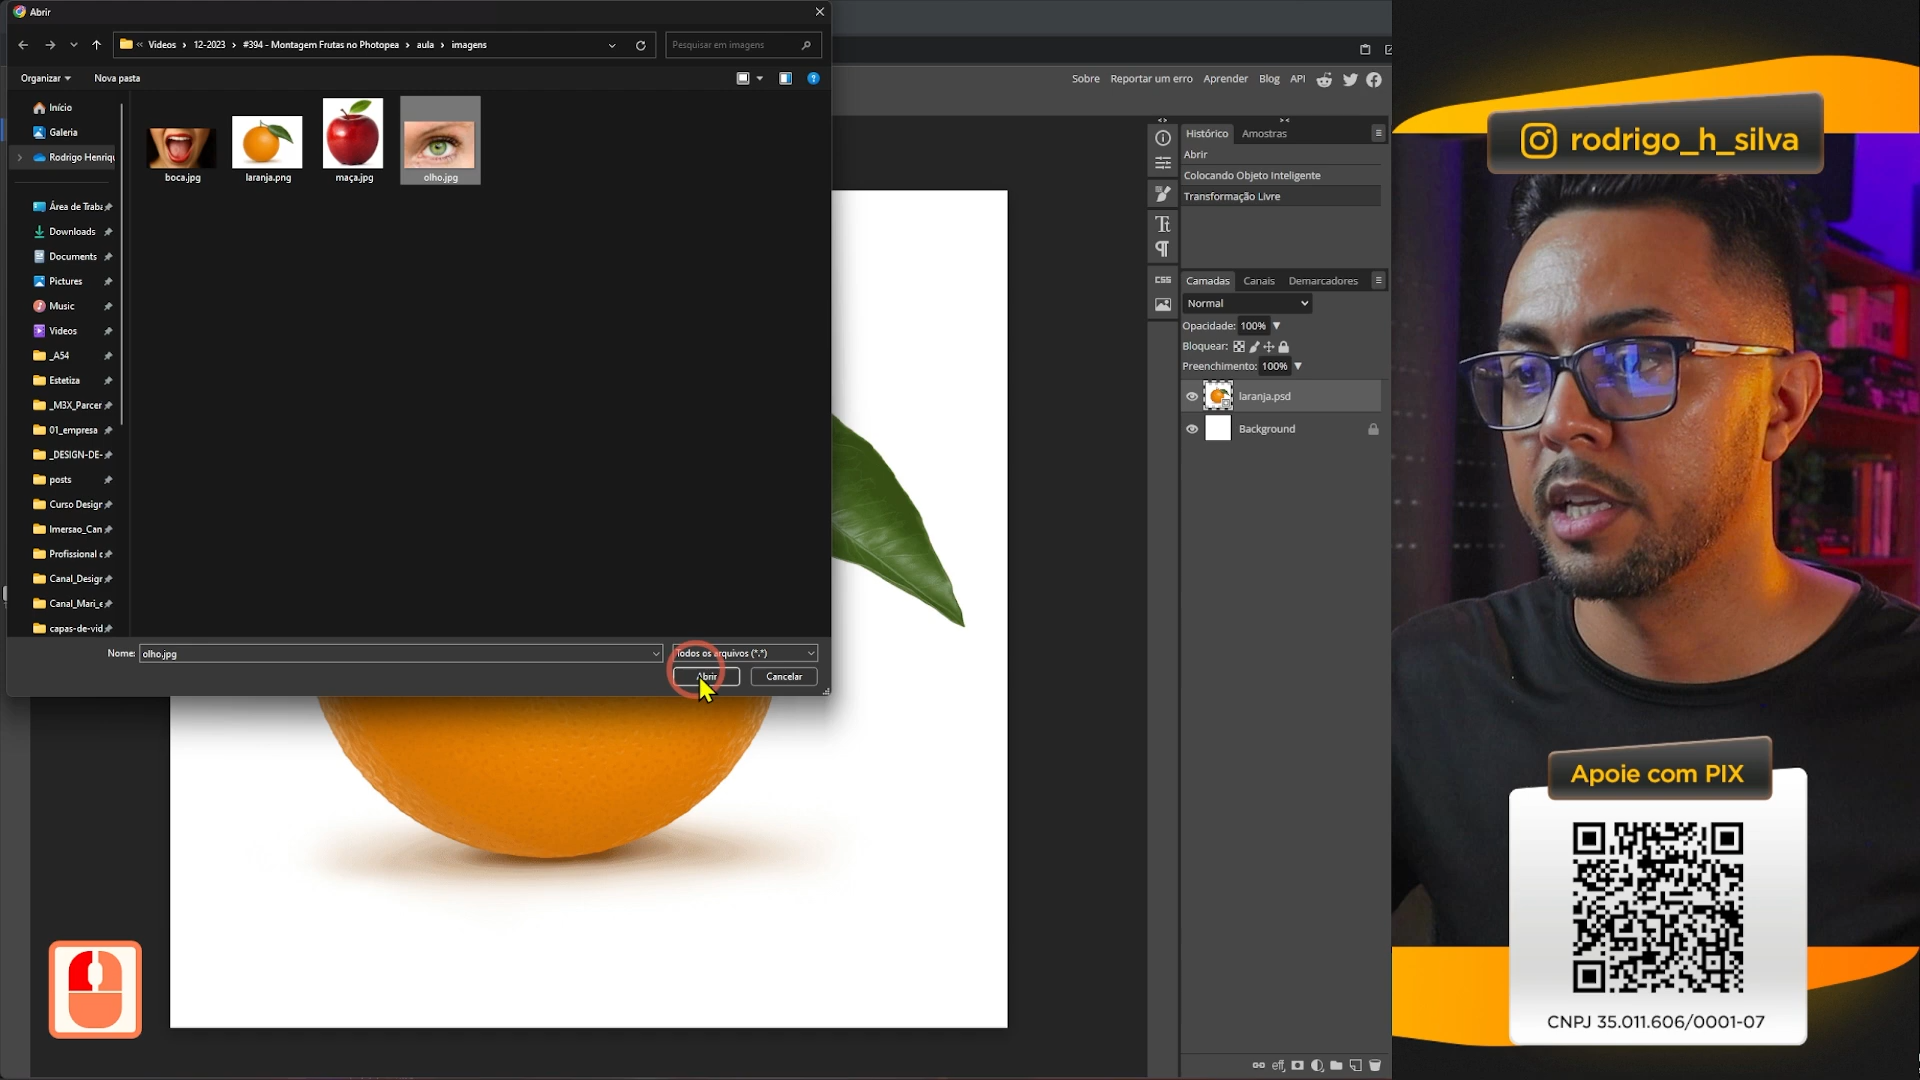 Abrir
Videos
12-2023
#394 - Montagem Frutas no Photopea
aula
imagens
Pesquisar em imagens
Organizar
Nova pasta
Início
Galeria
Rodrigo Henriq
Área de Traba
Downloads
Documents
Pictures
Music
Videos
_A54
Estetiza
_M3X_Parcer
01_empresa
_DESIGN-DE-
posts
Curso Design
Imersao_Can
Profissional c
Canal_Design
Canal_Mari_e
capas-de-vid
boca.jpg
laranja.png
maça.jpg
olho.jpg
Nome:
olho.jpg
Todos os arquivos (*.*)
Abrir
Cancelar
Sobre
Reportar um erro
Aprender
Blog
API
Histórico
Amostras
Abrir
Colocando Objeto Inteligente
Transformação Livre
CSS
Camadas
Canais
Demarcadores
Normal
Opacidade: 100%
Bloquear:
Preenchimento: 100%
laranja.psd
Background
eff
rodrigo_h_silva
Apoie com PIX
CNPJ 35.011.606/0001-07